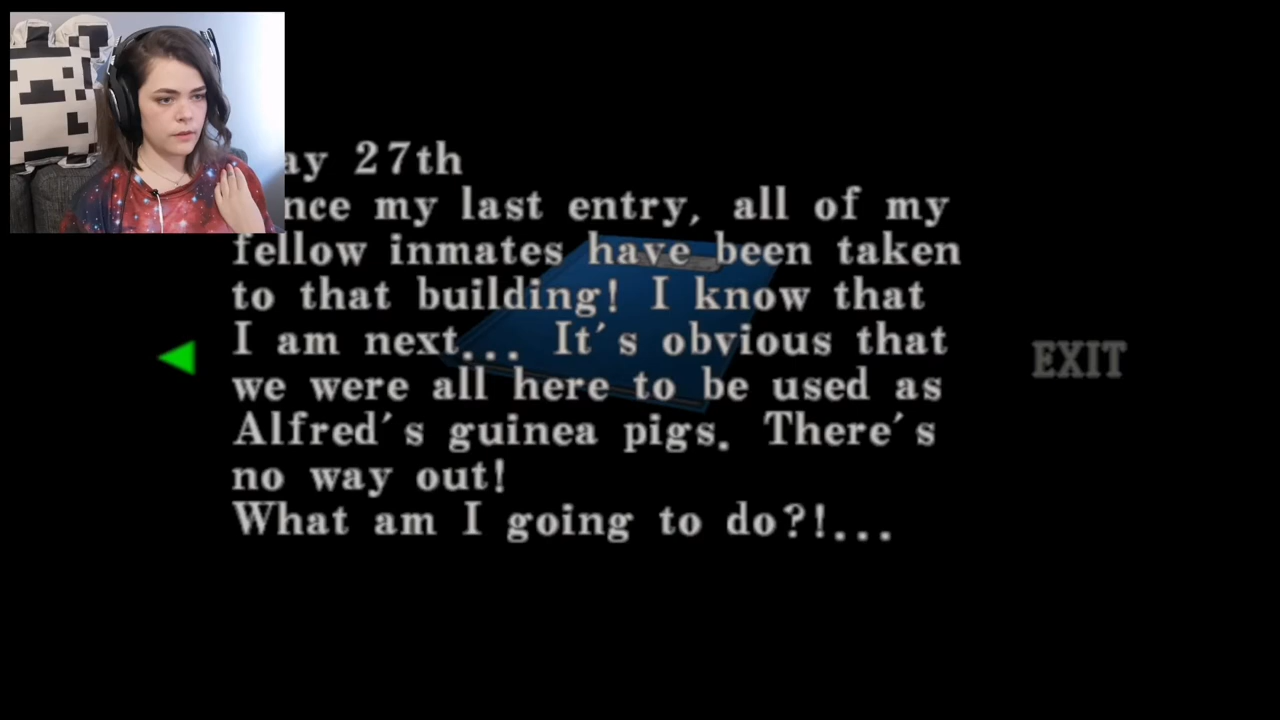 27th
my last entry, all of my
fellow inmates have been taken
to that building! I know that
I am next... It's obvious that
we were all here to be used as
Alfred's guinea pigs. There's
no way out!
What am I going to do?!...
EXIT